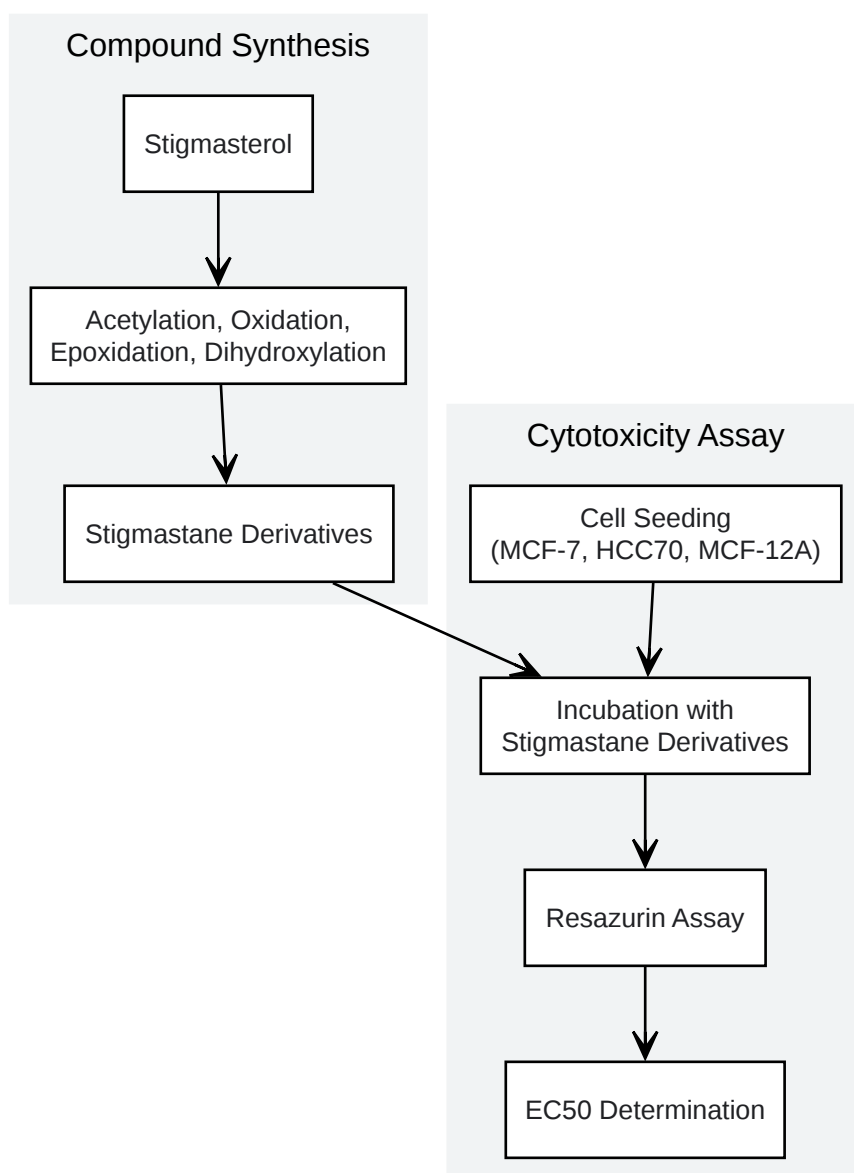 Compound Synthesis
Stigmasterol
Acetylation, Oxidation,
Epoxidation, Dihydroxylation
Stigmastane Derivatives
Cytotoxicity Assay
Cell Seeding
(MCF-7, HCC70, MCF-12A)
Incubation with
Stigmastane Derivatives
Resazurin Assay
EC50 Determination